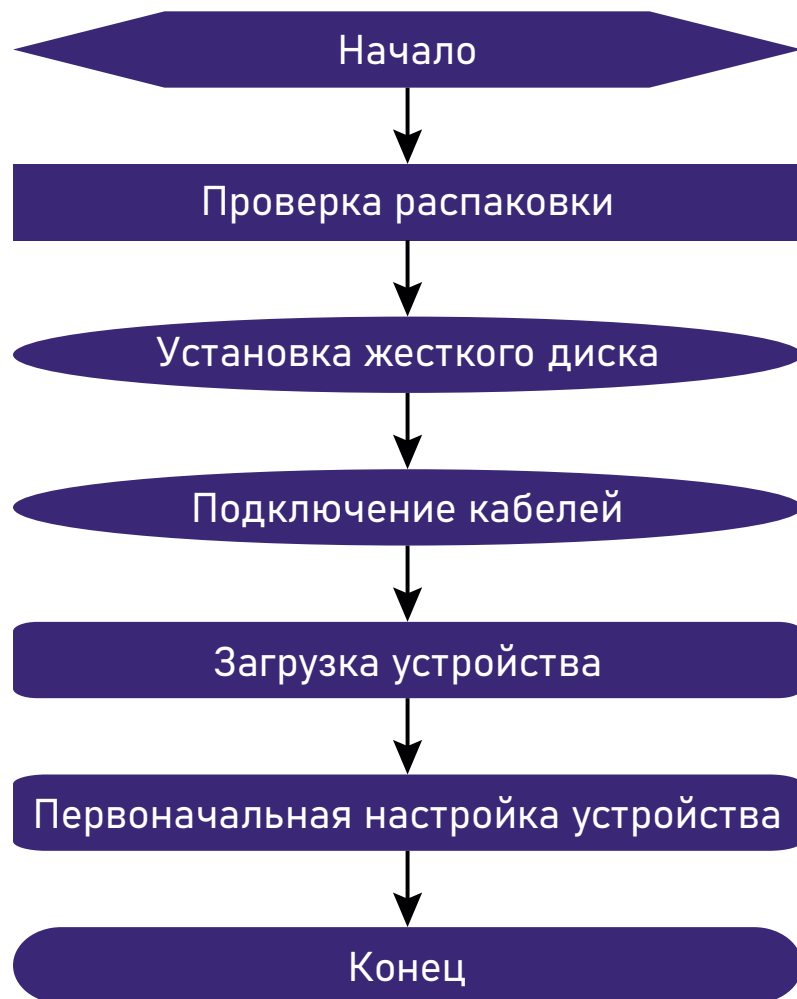 Начало
Проверка распаковки
Установка жесткого диска
Подключение кабелей
Загрузка устройства
Первоначальная настройка устройства
Конец